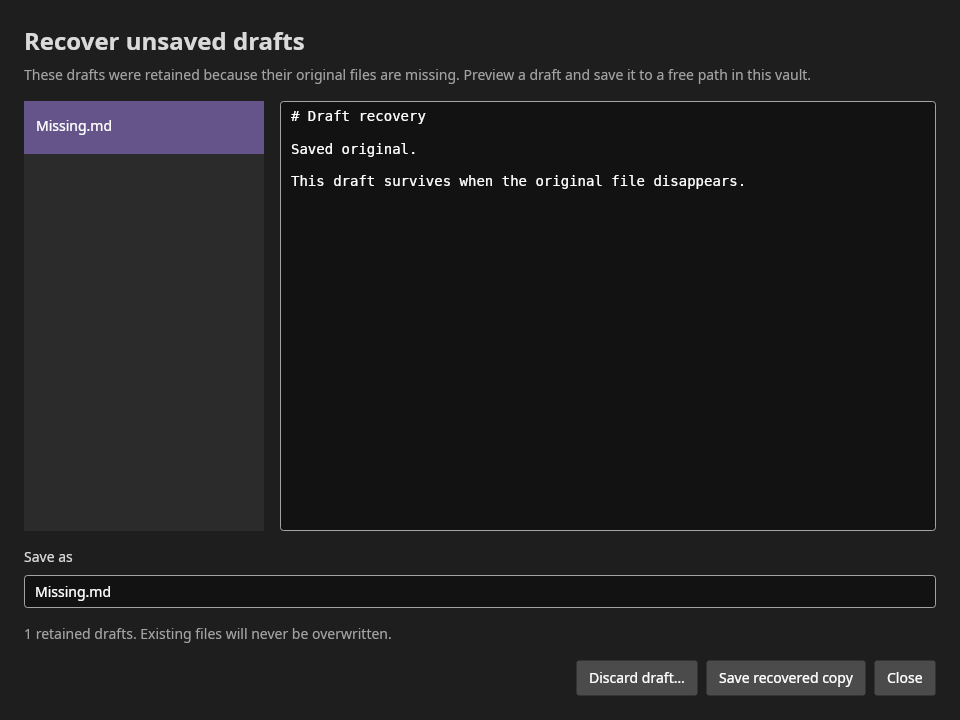 Recover unsaved drafts
These drafts were retained because their original files are missing. Preview a draft and save it to a free path in this vault.
Missing.md
# Draft recovery
Saved original.
This draft survives when the original file disappears.
Save as
Missing.md
1 retained drafts. Existing files will never be overwritten.
Discard draft...
Save recovered copy
Close